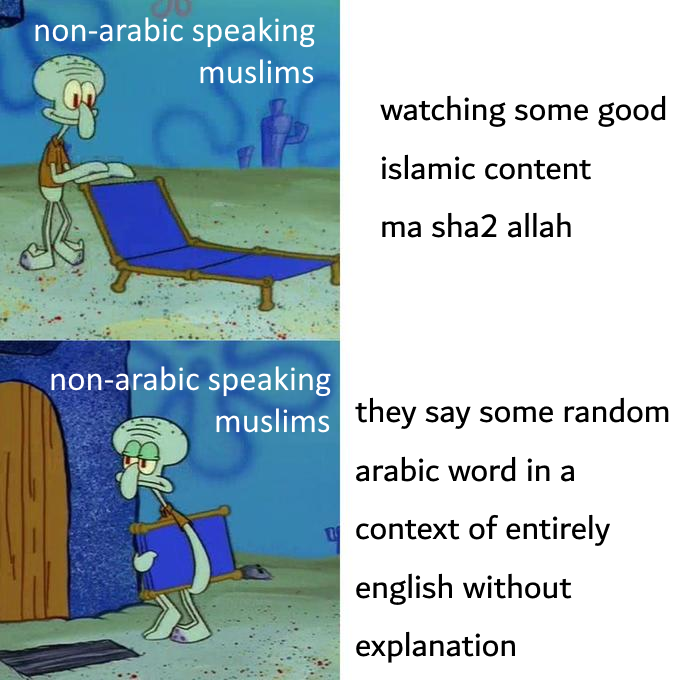 non-arabic speaking
muslims
watching some good
islamic content
ma sha2 allah
non-arabic speaking
muslims
they say some random
arabic word in a
context of entirely
english without
explanation